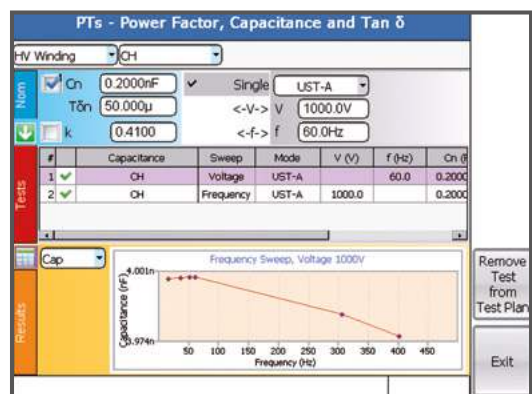 PTs - Power Factor, Capacitance and Tan δ
HV Winding CH
Nom
Cn 0.2000nF Single UST-A
Tδn 50.000µ <-V-> V 1000.0V
k 0.4100 <-f-> f 60.0Hz
Tests
# Capacitance Sweep Mode V (V) f (Hz) Cn (F
1 CH Voltage UST-A 60.0 0.2000
2 CH Frequency UST-A 1000.0 0.2000
Results
Cap
Frequency Sweep, Voltage 1000V
4.001n
Capacitance (nF)
3.974n
50 100 150 200 250 300 350 400 450
Frequency (Hz)
Remove
Test
from
Test Plan
Exit